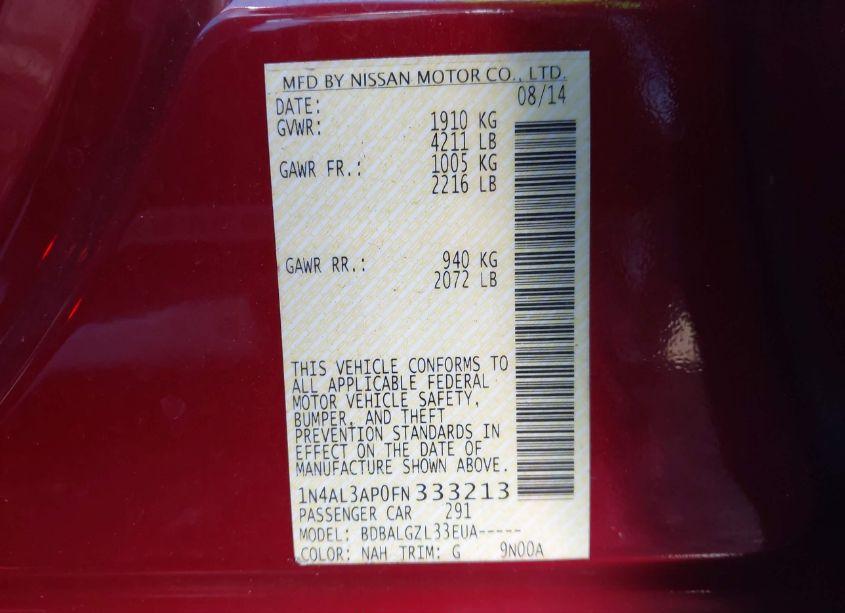 MFD BY NISSAN MOTOR CO., LTD.
DATE: 08/14
GVWR: 1910 KG
4211 LB
GAWR FR.: 1005 KG
2216 LB
GAWR RR.: 940 KG
2072 LB
THIS VEHICLE CONFORMS TO
ALL APPLICABLE FEDERAL
MOTOR VEHICLE SAFETY,
BUMPER, AND THEFT
PREVENTION STANDARDS IN
EFFECT ON THE DATE OF
MANUFACTURE SHOWN ABOVE.
1N4AL3AP0FN333213
PASSENGER CAR 291
MODEL: BDBALGZL33EUA-----
COLOR: NAH TRIM: G 9N00A